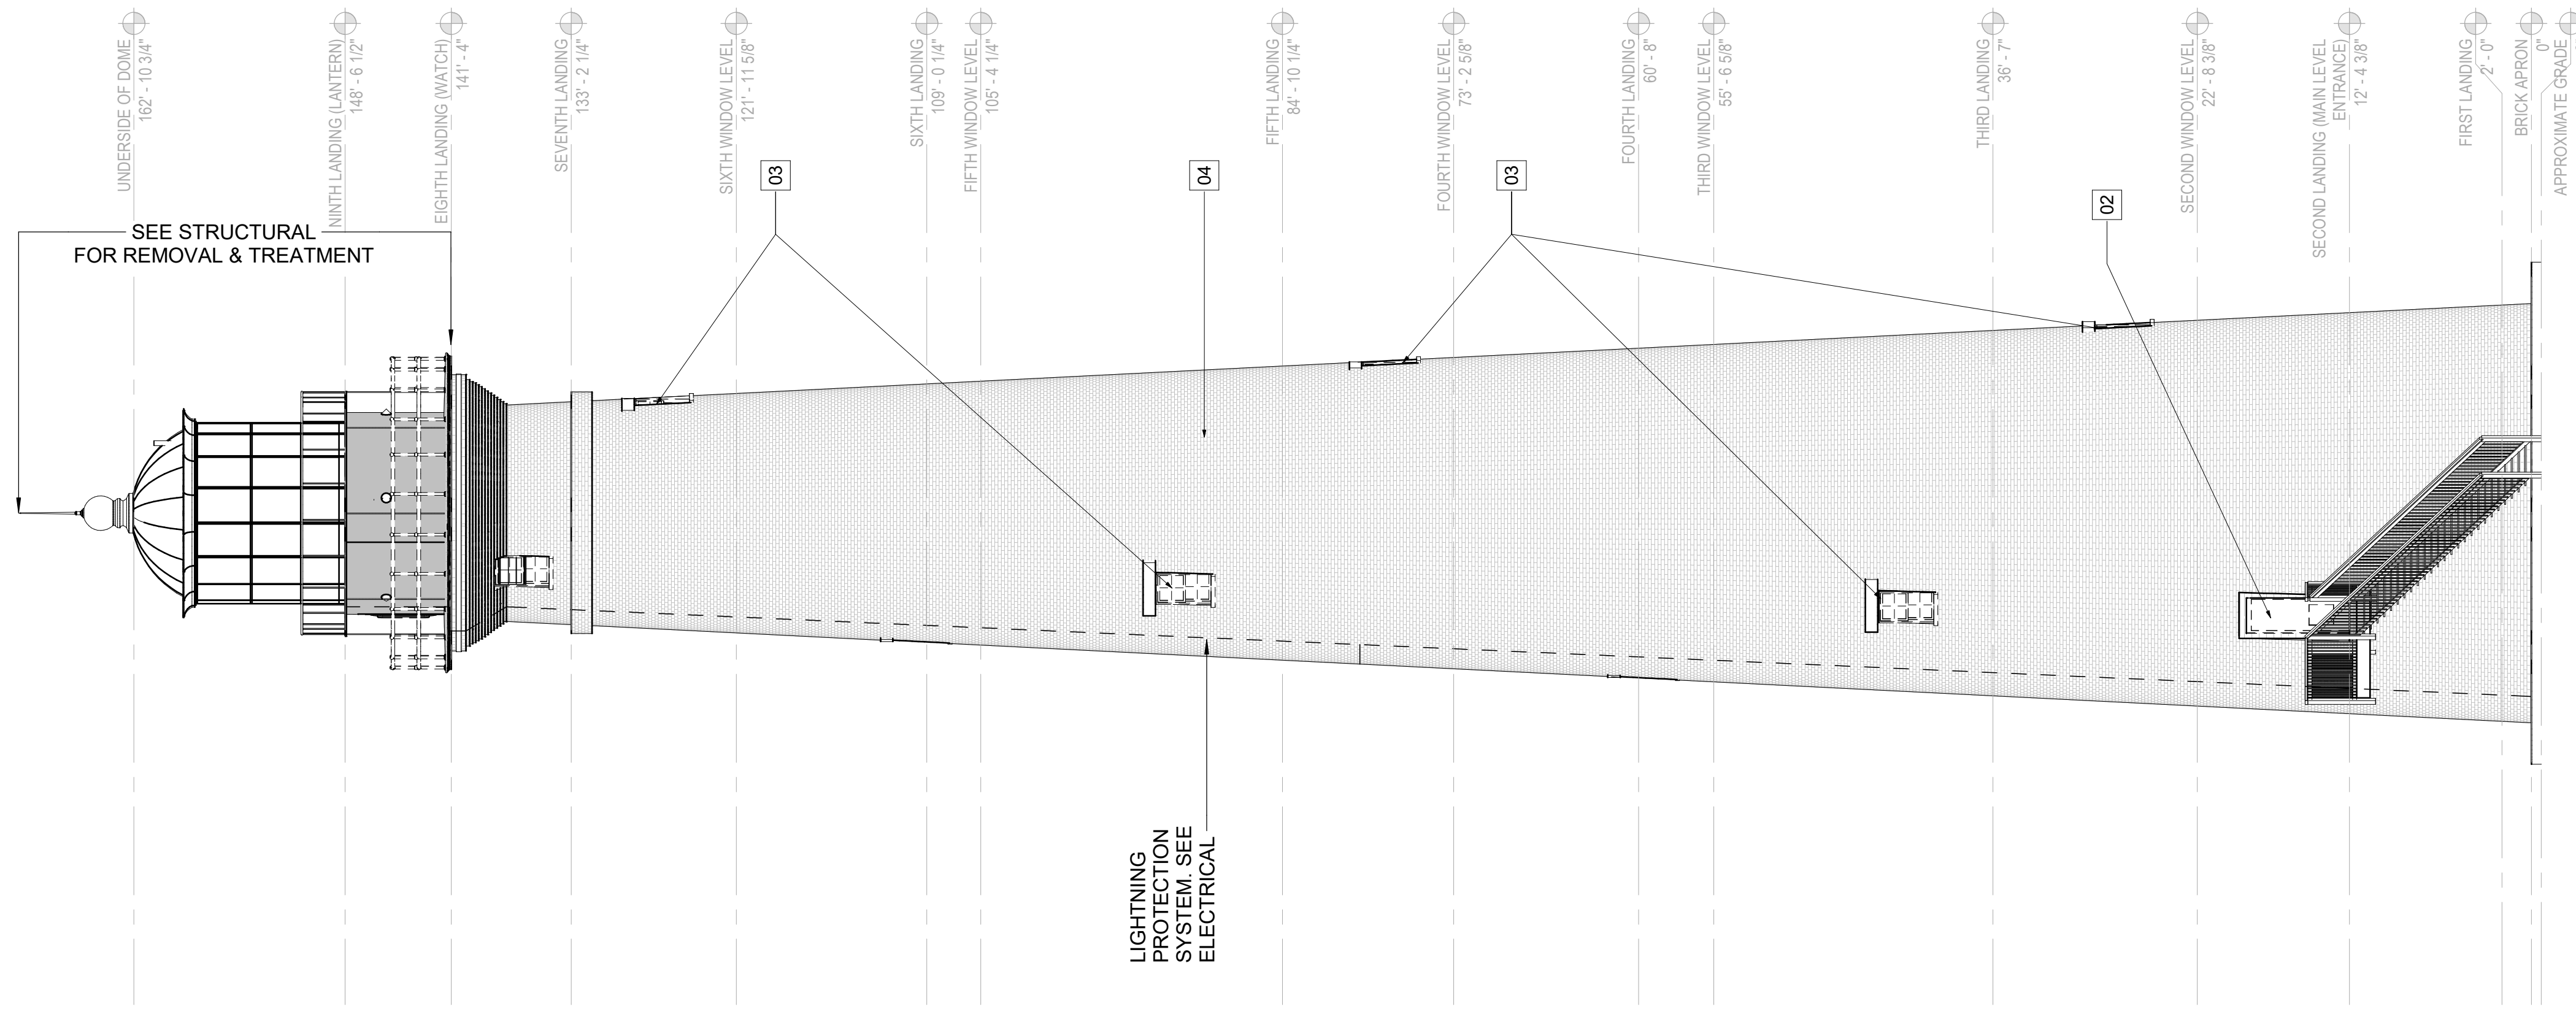 UNDERSIDE OF DOME
162' - 10 3/4"
NINTH LANDING (LANTERN)
148' - 6 1/2"
EIGHTH LANDING (WATCH)
141' - 4"
SEVENTH LANDING
133' - 2 1/4"
SIXTH WINDOW LEVEL
121' - 11 5/8"
SIXTH LANDING
109' - 0 1/4"
FIFTH WINDOW LEVEL
105' - 4 1/4"
FIFTH LANDING
84' - 10 1/4"
FOURTH WINDOW LEVEL
73' - 2 5/8"
FOURTH LANDING
60' - 8"
THIRD WINDOW LEVEL
55' - 6 5/8"
THIRD LANDING
36' - 7"
SECOND WINDOW LEVEL
22' - 8 3/8"
SECOND LANDING (MAIN LEVEL
ENTRANCE)
12' - 4 3/8"
FIRST LANDING
2' - 0"
BRICK APRON
0"
APPROXIMATE GRADE
SEE STRUCTURAL
FOR REMOVAL & TREATMENT
03
04
03
02
LIGHTNING
PROTECTION
SYSTEM. SEE
ELECTRICAL